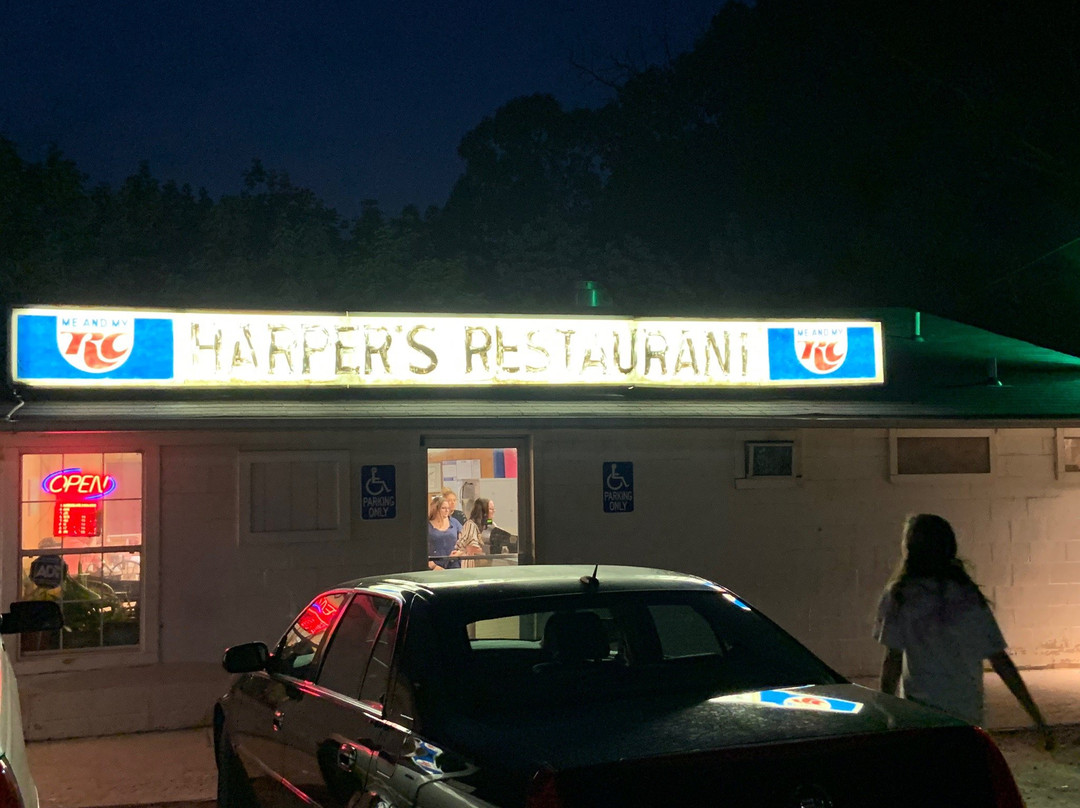 ME AND MY
RC
HARPER'S RESTAURANT
ME AND MY
RC
OPEN
PARKING
ONLY
PARKING
ONLY